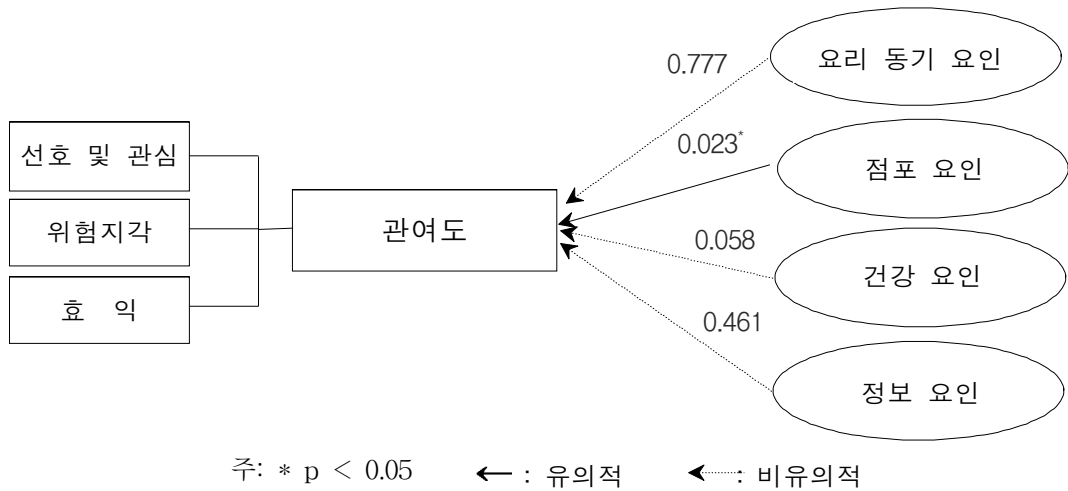 요리 동기 요인
0.777
선호 및 관심
0.023*
점포 요인
위험지각
관여도
0.058
건강 요인
효 익
0.461
정보 요인
주: * p < 0.05 : 유의적 : 비유의적